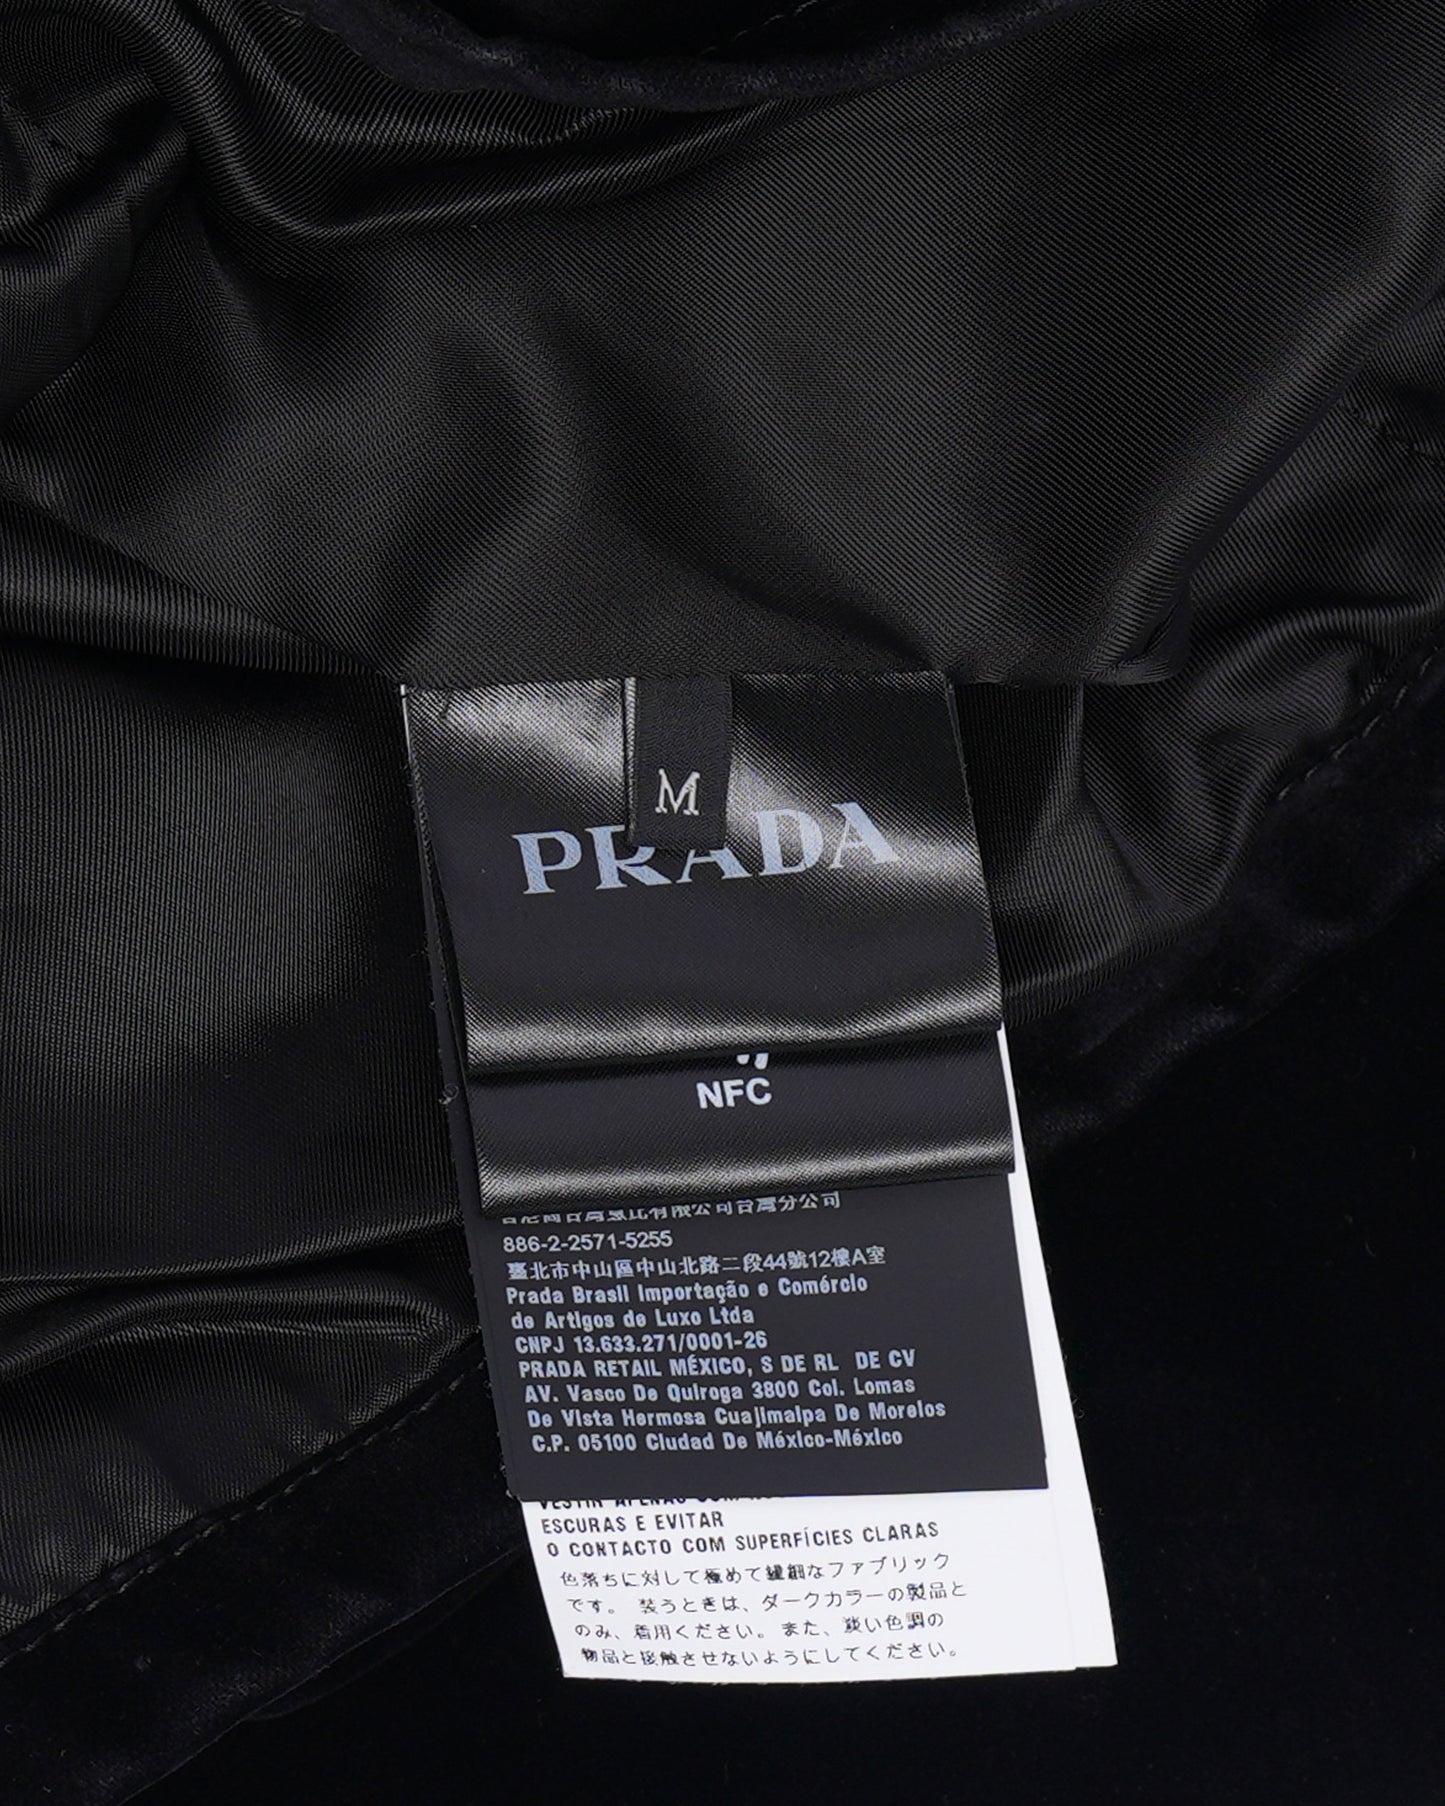 M
PRADA
NFC
886-2-2571-5255
臺北市中山區中山北路二段44號12樓A室
Prada Brasil Importação e Comércio
de Artigos de Luxo Ltda
CNPJ 13.633.271/0001-26
PRADA RETAIL MÉXICO, S DE RL DE CV
AV. Vasco De Quiroga 3800 Col. Lomas
De Vista Hermosa Cuajimalpa De Morelos
C.P. 05100 Ciudad De México-México
VESTIR APENAS
ESCURAS E EVITAR
O CONTACTO COM SUPERFÍCIES CLARAS
色落ちに対して極めて繊細なファブリック
です。 装うときは、ダークカラーの製品と
のみ、着用ください。また、淡い色調の
物品と接触させないようにしてください。